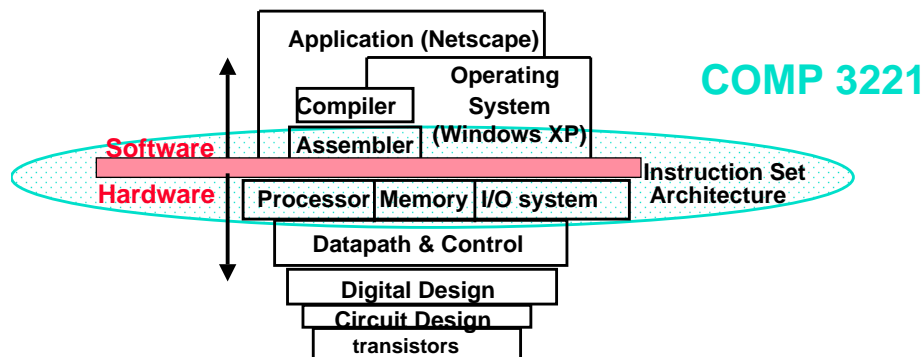 Application (Netscape)
Operating
System
(Windows XP)
COMP 3221
Compiler
Assembler
Software
Hardware
Instruction Set
Architecture
Processor
Memory
I/O system
Datapath & Control
Digital Design
Circuit Design
transistors